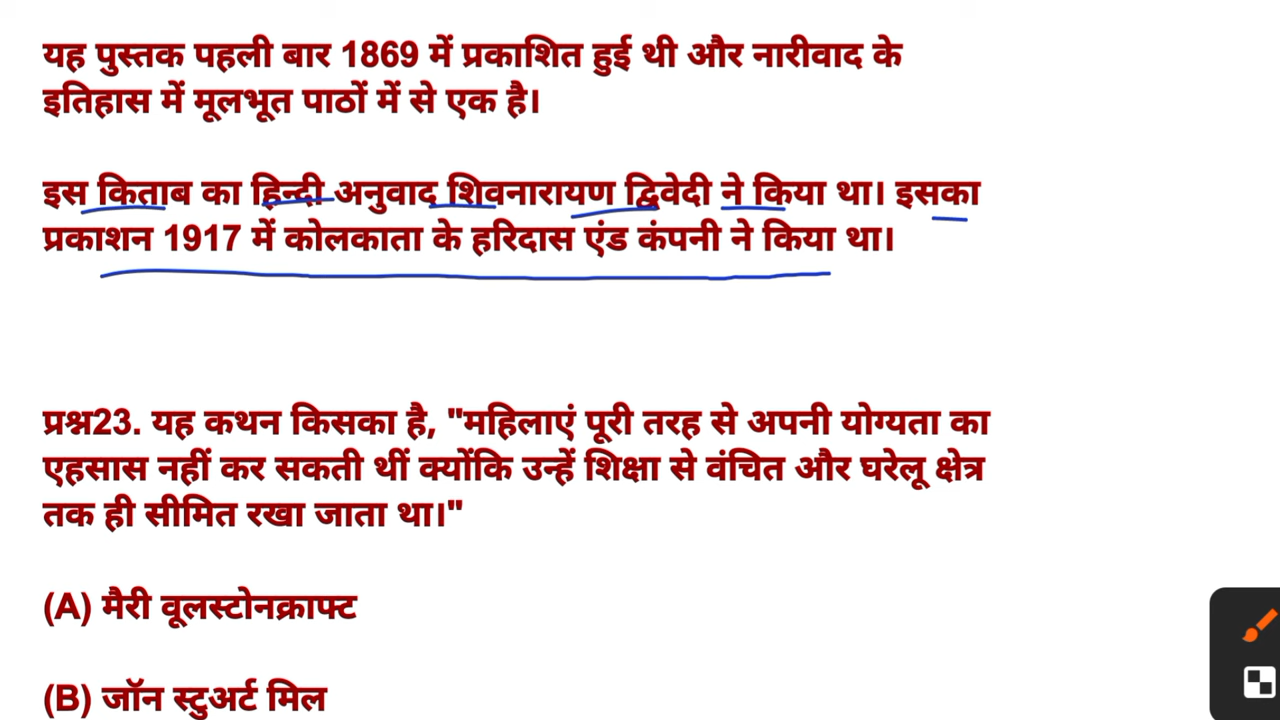 यह पुस्तक पहली बार 1869 में प्रकाशित हुई थी और नारीवाद के
इतिहास में मूलभूत पाठों में से एक है।
इस किताब का हिन्दी अनुवाद शिवनारायण द्विवेदी ने किया था। इसका
प्रकाशन 1917 में कोलकाता के हरिदास एंड कंपनी ने किया था।
प्रश्न23. यह कथन किसका है, "महिलाएं पूरी तरह से अपनी योग्यता का
एहसास नहीं कर सकती थीं क्योंकि उन्हें शिक्षा से वंचित और घरेलू क्षेत्र
तक ही सीमित रखा जाता था।"
(A) मैरी वूलस्टोनक्राफ्ट
(B) जॉन स्टुअर्ट मिल